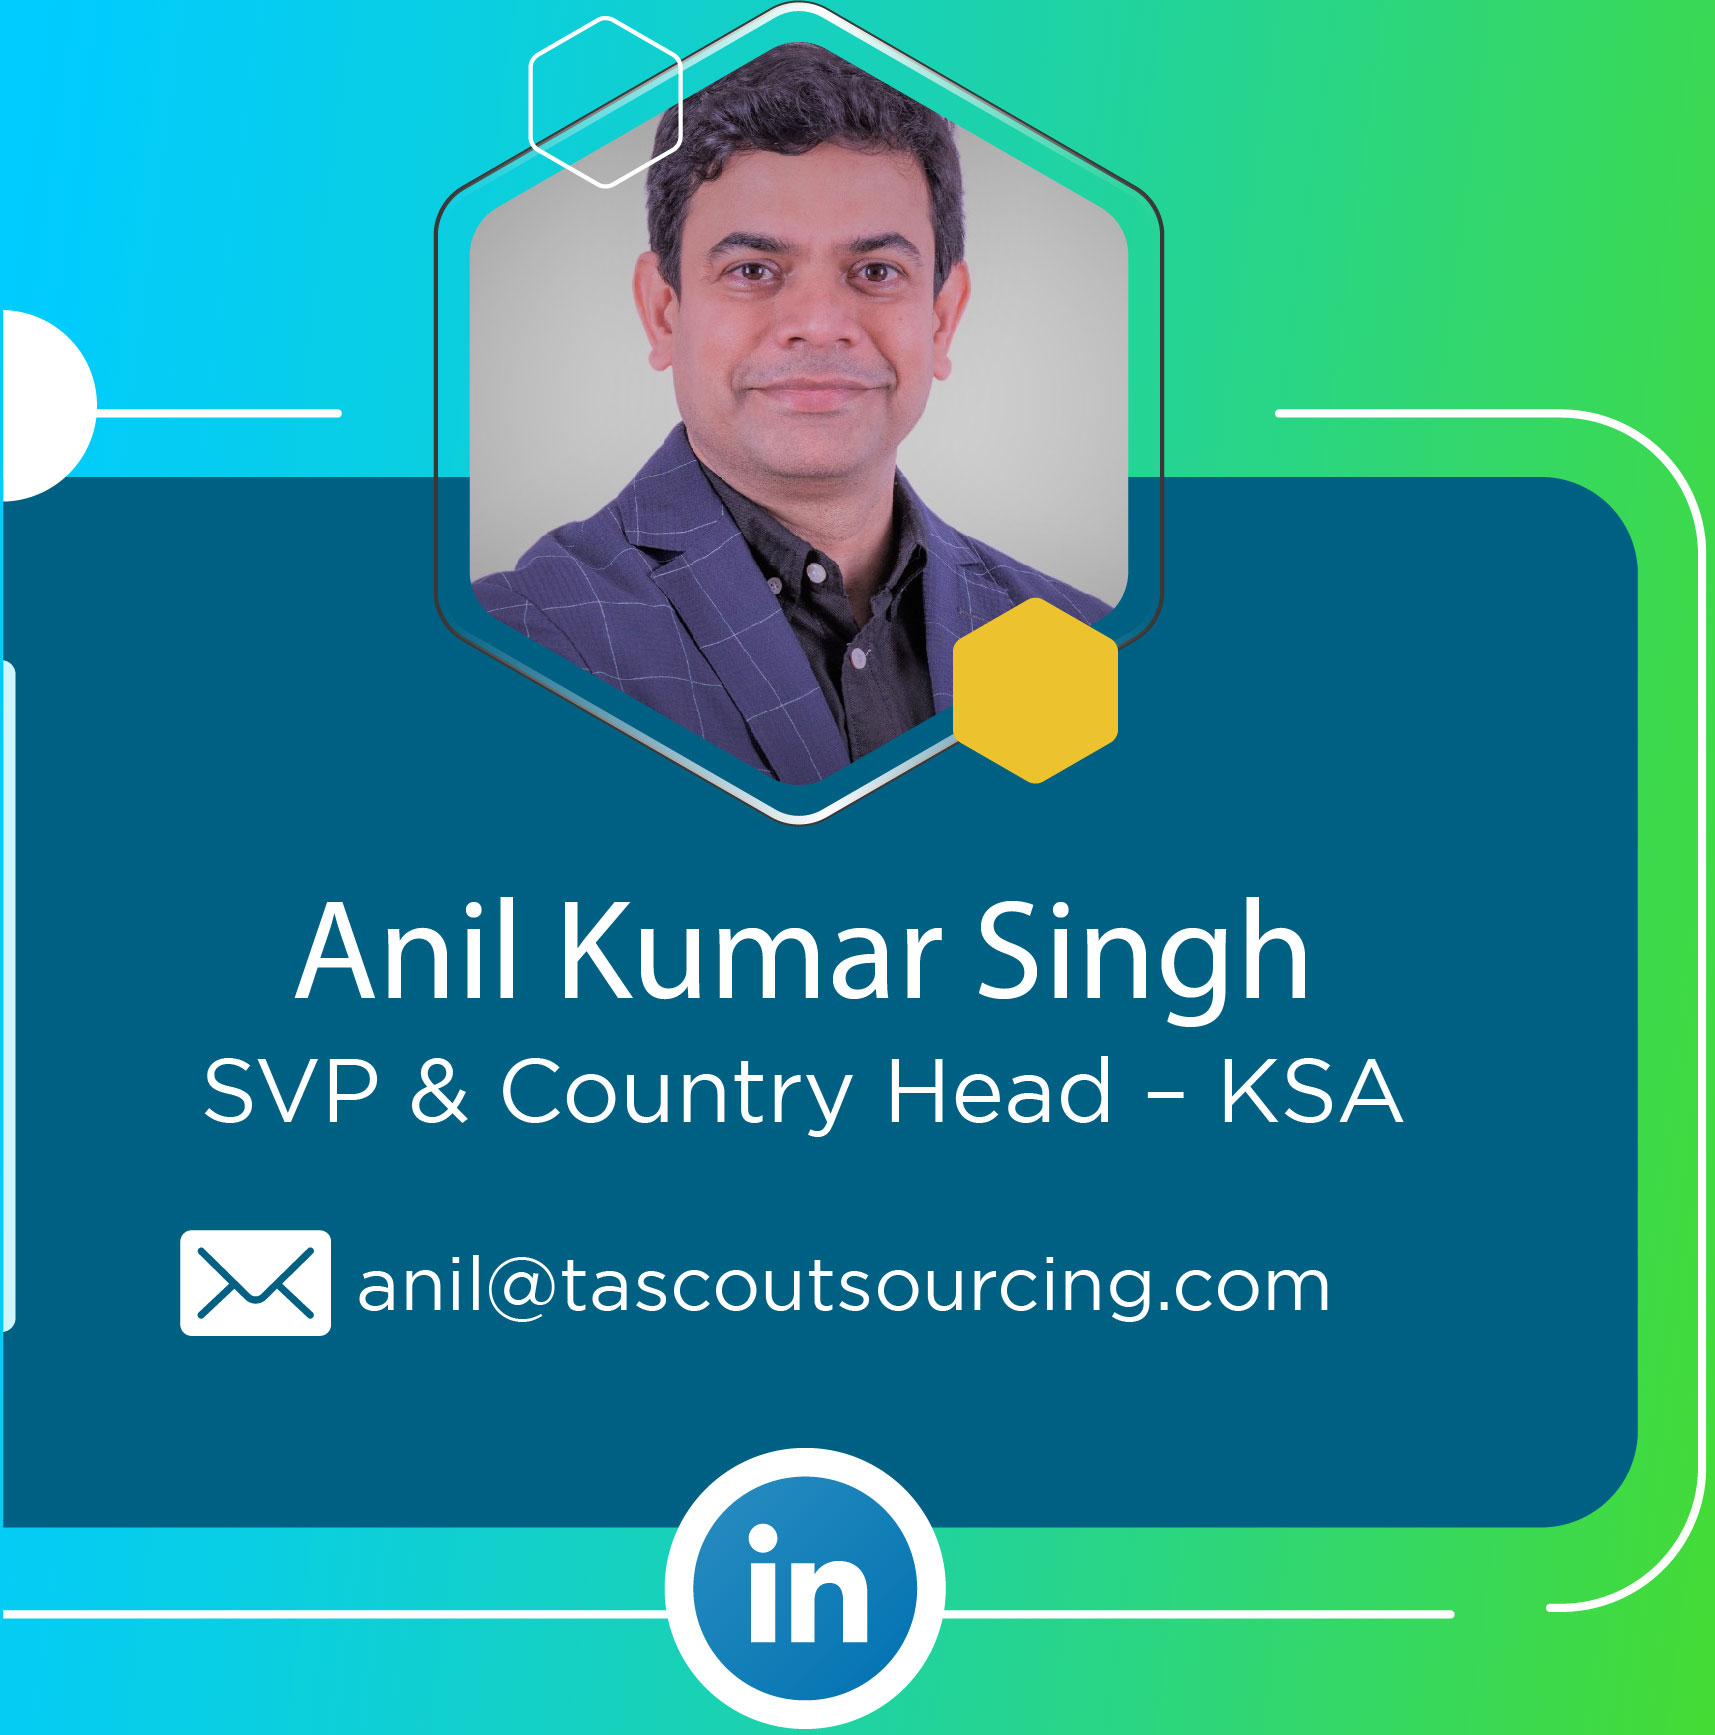 Anil Kumar Singh
SVP & Country Head – KSA
anil@tascoutsourcing.com
in